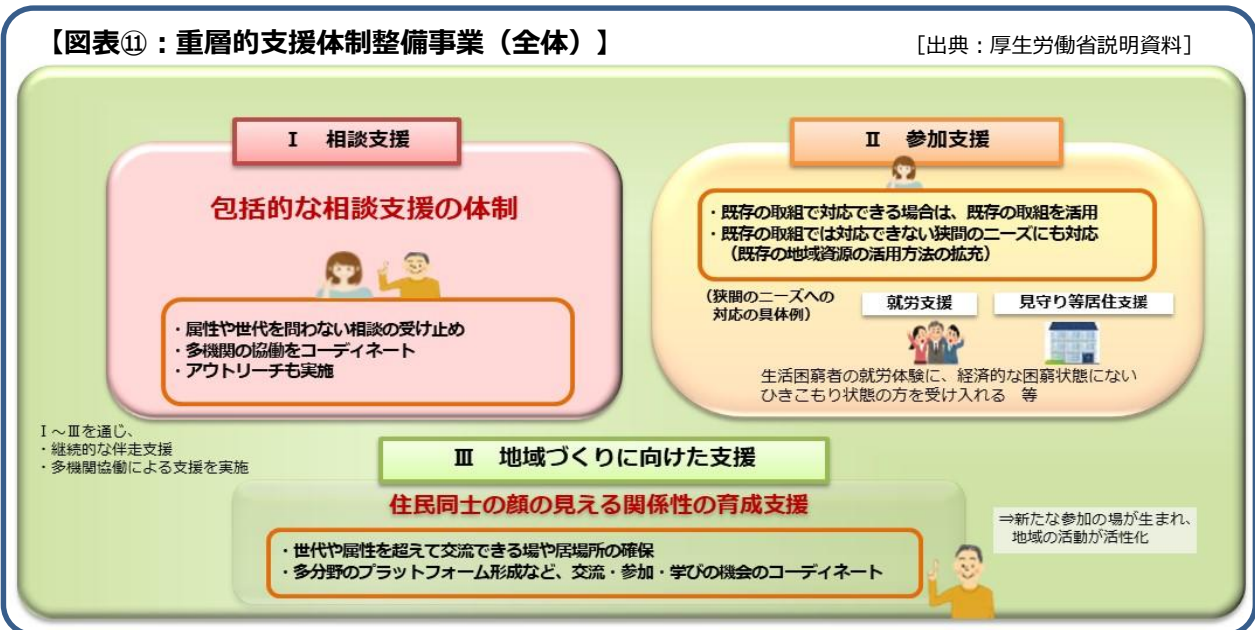 【図表⑪：重層的支援体制整備事業（全体）】
［出典：厚生労働省説明資料］
Ⅰ　相談支援
包括的な相談支援の体制
・属性や世代を問わない相談の受け止め
・多機関の協働をコーディネート
・アウトリーチも実施
Ⅱ　参加支援
・既存の取組で対応できる場合は、既存の取組を活用
・既存の取組では対応できない狭間のニーズにも対応
（既存の地域資源の活用方法の拡充）
（狭間のニーズへの
対応の具体例）
就労支援
見守り等居住支援
生活困窮者の就労体験に、経済的な困窮状態にない
ひきこもり状態の方を受け入れる　等
Ⅰ～Ⅲを通じ、
・継続的な伴走支援
・多機関協働による支援を実施
Ⅲ　地域づくりに向けた支援
住民同士の顔の見える関係性の育成支援
・世代や属性を超えて交流できる場や居場所の確保
・多分野のプラットフォーム形成など、交流・参加・学びの機会のコーディネート
⇒新たな参加の場が生まれ、
地域の活動が活性化